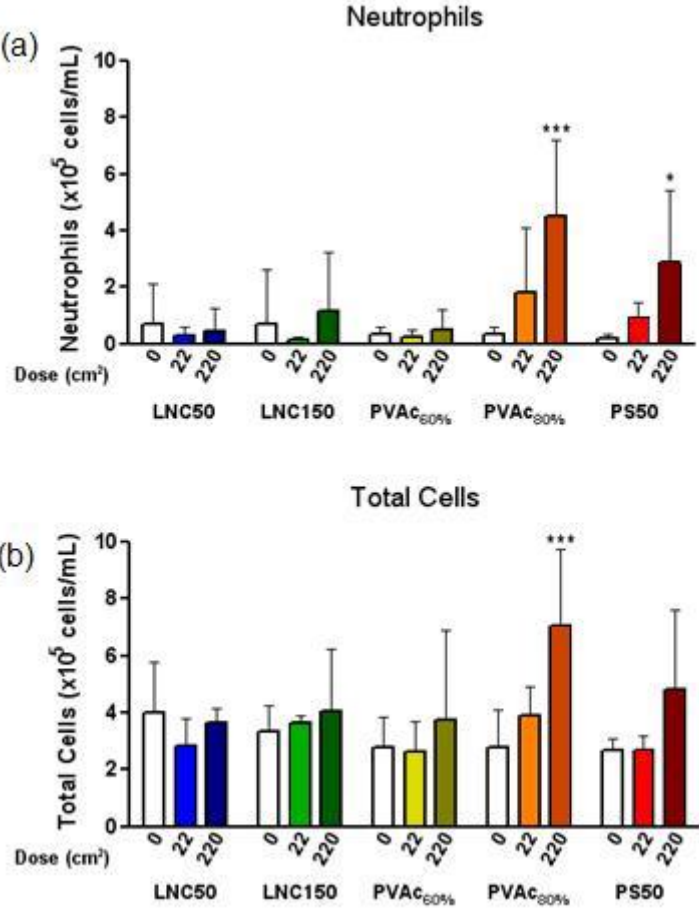 (a)
Neutrophils
Neutrophils (x10⁵ cells/mL)
10
8
6
4
2
0
***
*
Dose (cm²)
0 22 220 0 22 220 0 22 220 0 22 220 0 22 220
LNC50 LNC150 PVAc60% PVAc80% PS50
(b)
Total Cells
Total Cells (x10⁵ cells/mL)
10
8
6
4
2
0
***
Dose (cm²)
0 22 220 0 22 220 0 22 220 0 22 220 0 22 220
LNC50 LNC150 PVAc60% PVAc80% PS50